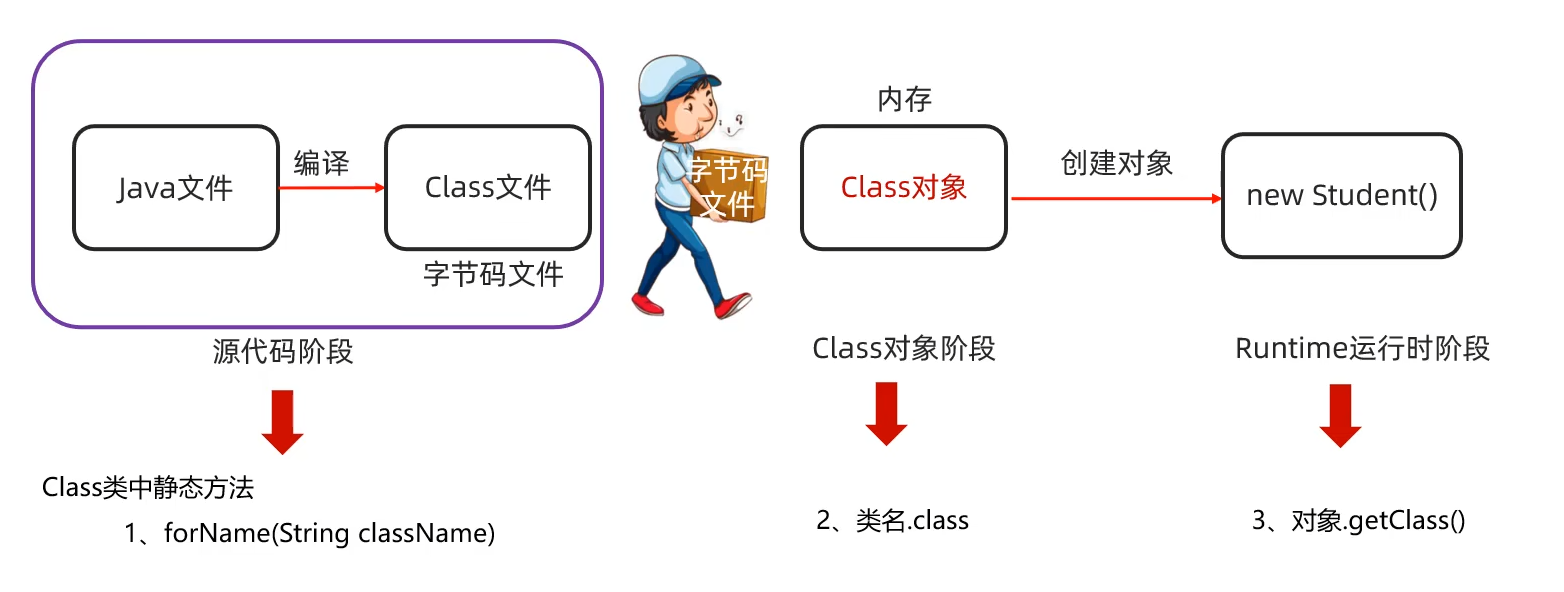 内存
编译
创建对象
Java文件
Class文件
字节码
文件
Class对象
new Student()
字节码文件
源代码阶段
Class对象阶段
Runtime运行时阶段
Class类中静态方法
1、forName(String className)
2、类名.class
3、对象.getClass()